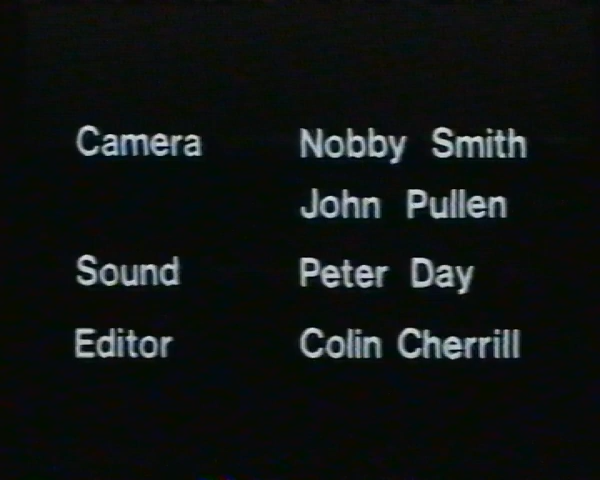 Camera Nobby Smith
John Pullen
Sound Peter Day
Editor Colin Cherrill